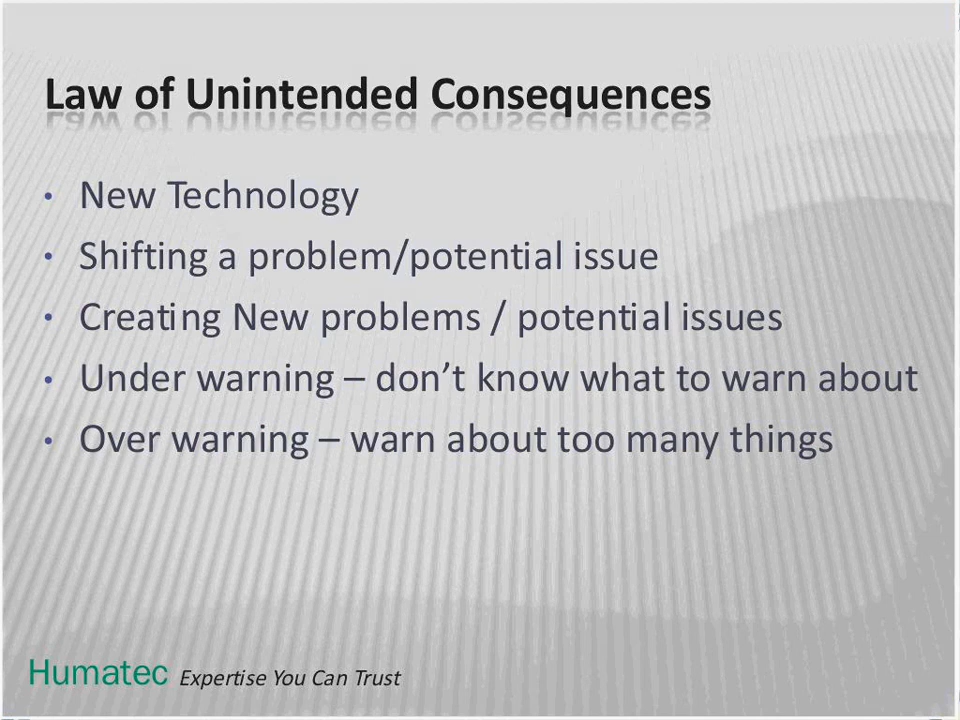 Law of Unintended Consequences
• New Technology
• Shifting a problem/potential issue
• Creating New problems / potential issues
• Under warning – don’t know what to warn about
• Over warning – warn about too many things
Humatec Expertise You Can Trust